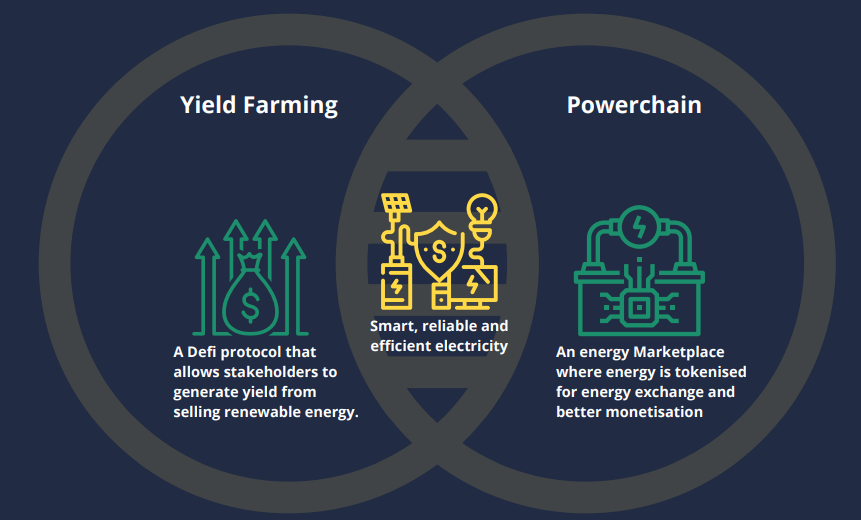 Yield Farming
A Defi protocol that
allows stakeholders to
generate yield from
selling renewable energy.
Smart, reliable and
efficient electricity
Powerchain
An energy Marketplace
where energy is tokenised
for energy exchange and
better monetisation